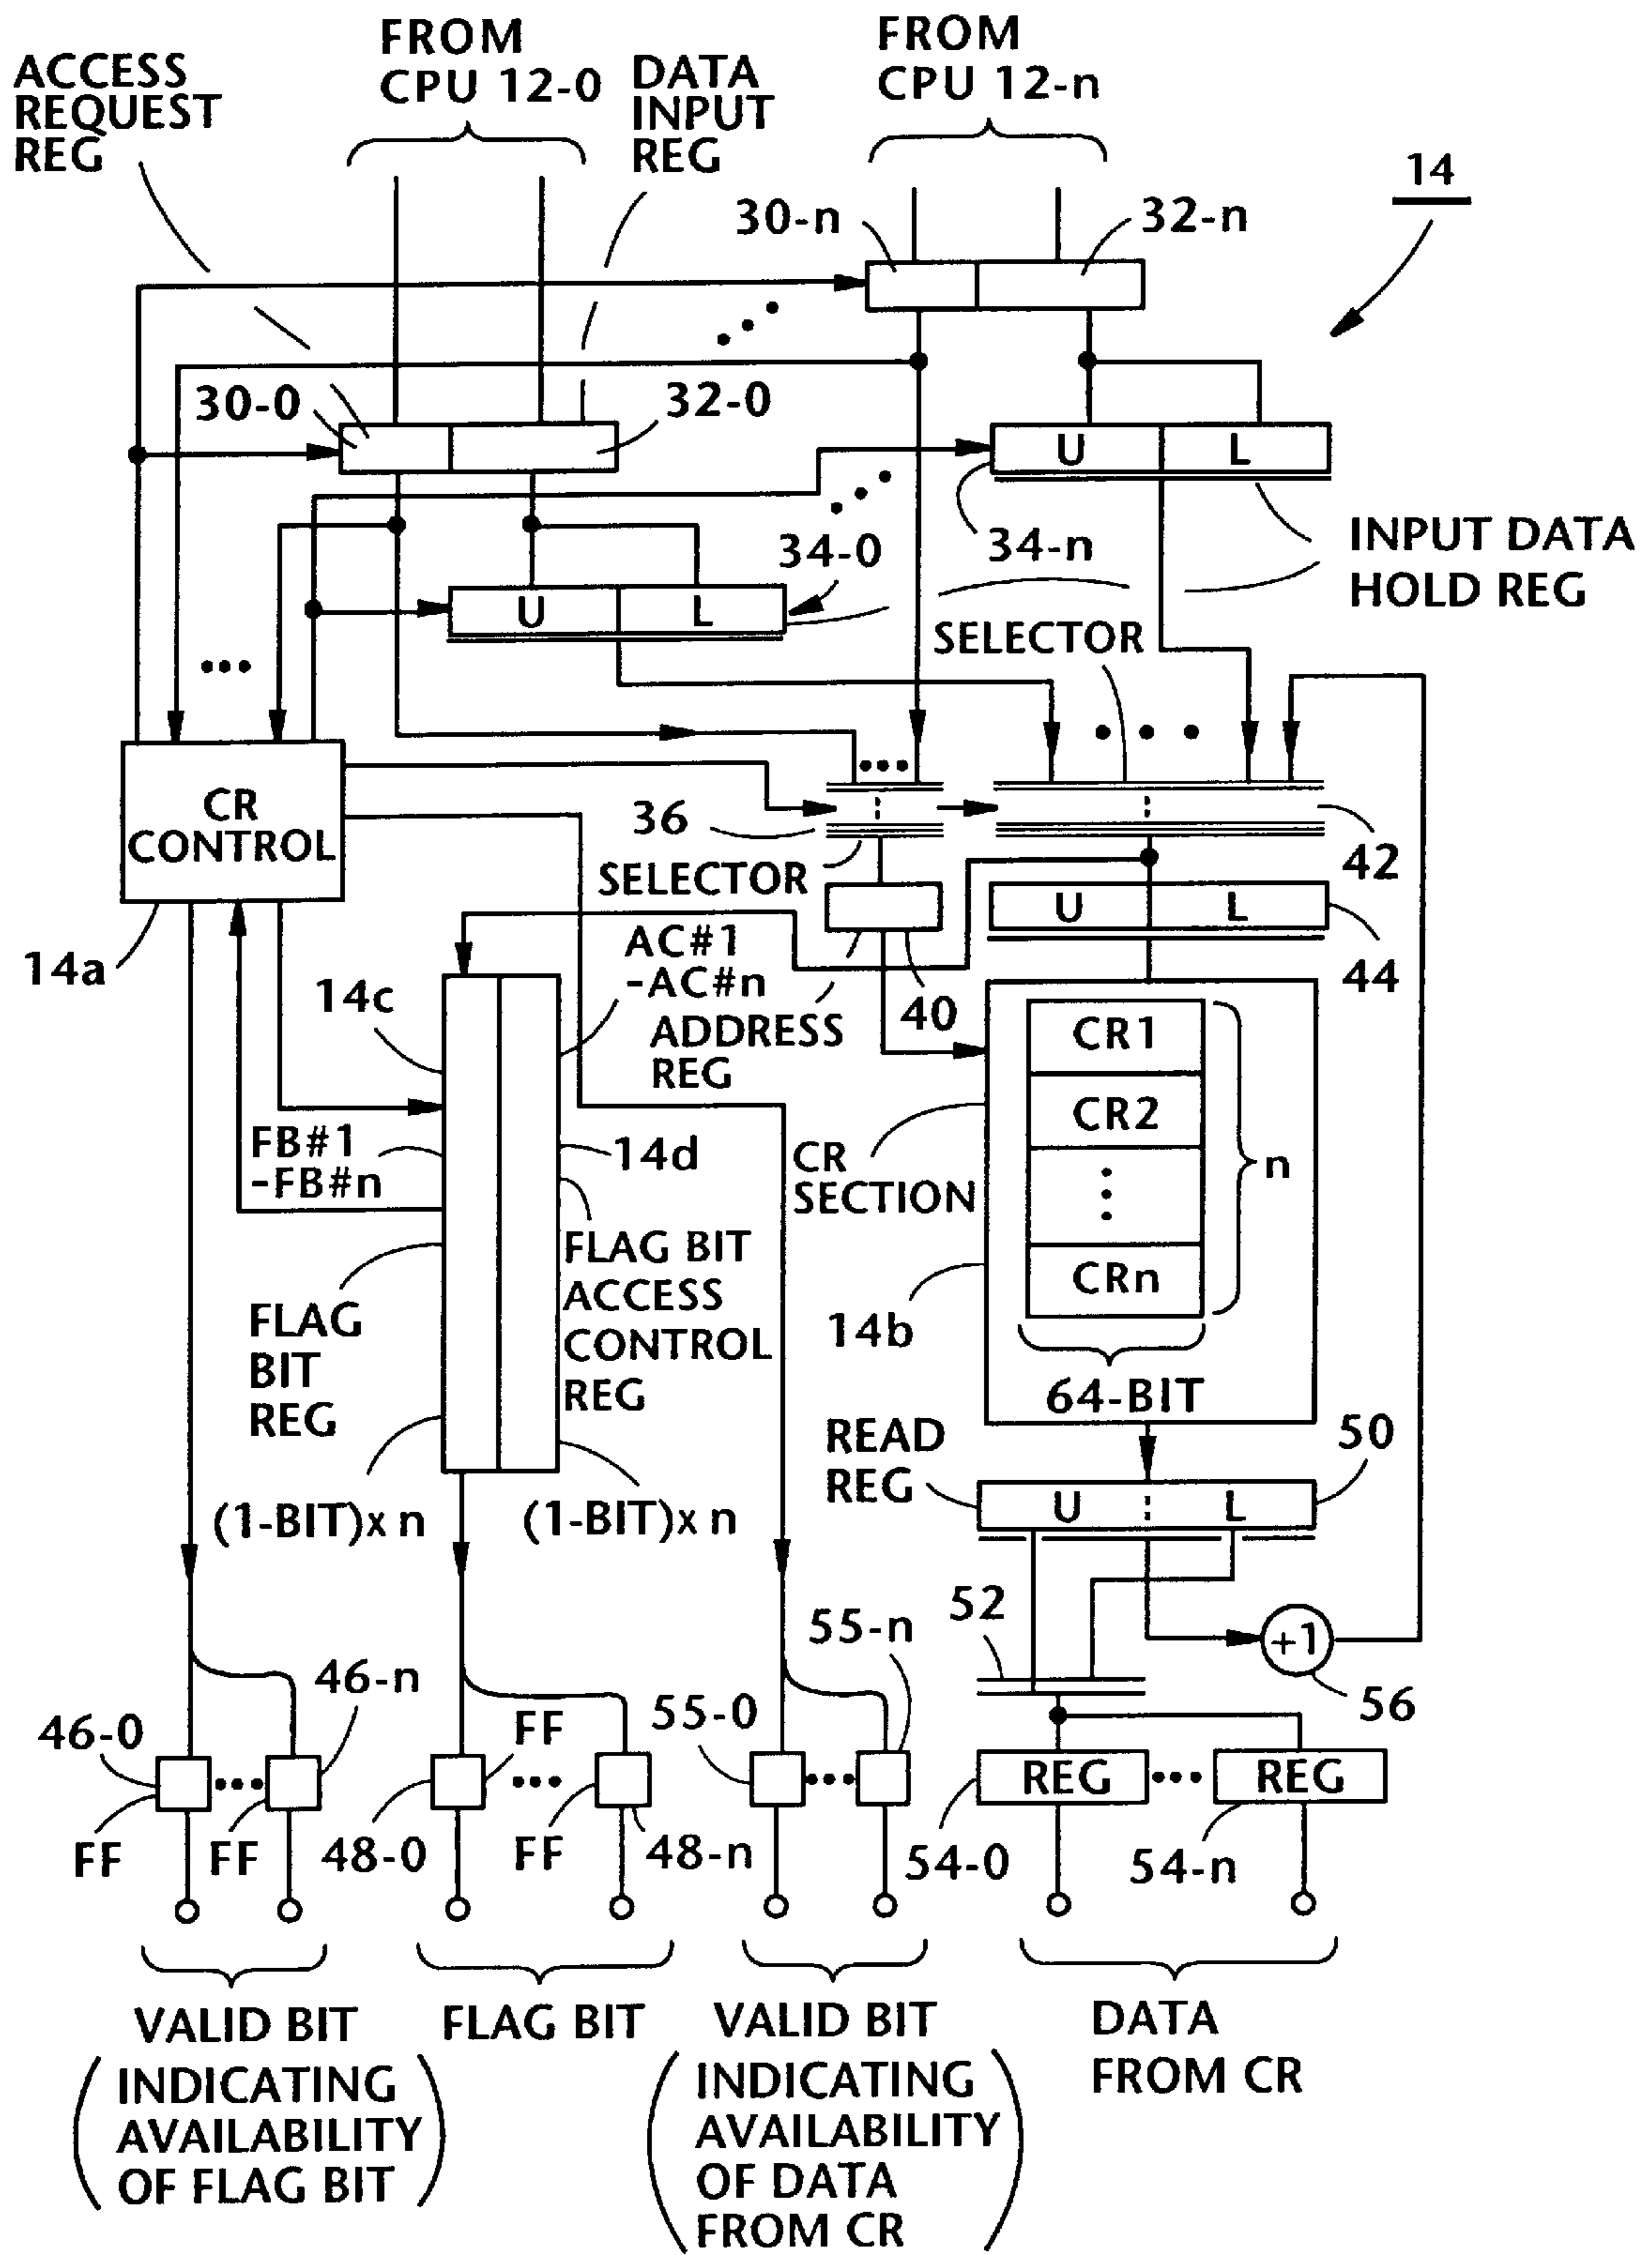 FROM
CPU 12-0
FROM
CPU 12-n
ACCESS
REQUEST
REG
DATA
INPUT
REG
14
30-n
32-n
30-0
32-0
U
L
34-0
34-n
INPUT DATA
HOLD REG
U
L
SELECTOR
CR
CONTROL
14a
36
SELECTOR
42
U
L
44
AC#1
-AC#n
40
ADDRESS
REG
14c
FB#1
-FB#n
14d
CR
SECTION
CR1
CR2
CRn
n
64-BIT
14b
FLAG BIT
ACCESS
CONTROL
REG
FLAG
BIT
REG
(1-BIT)x n
(1-BIT)x n
READ
REG
U
L
50
52
+1
56
55-n
55-0
46-n
46-0
FF
FF
FF
48-0
FF
48-n
REG
REG
54-0
54-n
VALID BIT
INDICATING
AVAILABILITY
OF FLAG BIT
FLAG BIT
VALID BIT
INDICATING
AVAILABILITY
OF DATA
FROM CR
DATA
FROM CR